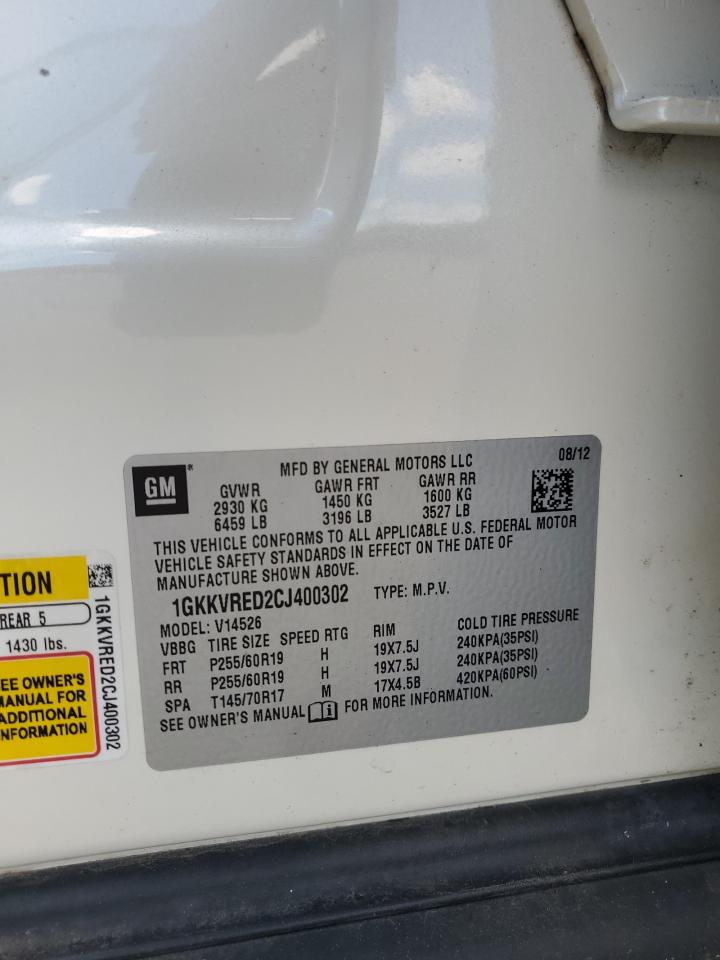 MFD BY GENERAL MOTORS LLC 08/12
GM®
GVWR GAWR FRT GAWR RR
2930 KG 1450 KG 1600 KG
6459 LB 3196 LB 3527 LB
THIS VEHICLE CONFORMS TO ALL APPLICABLE U.S. FEDERAL MOTOR
VEHICLE SAFETY STANDARDS IN EFFECT ON THE DATE OF
MANUFACTURE SHOWN ABOVE.
1GKKVRED2CJ400302 TYPE: M.P.V.
MODEL: V14526
VBBG TIRE SIZE SPEED RTG RIM COLD TIRE PRESSURE
FRT P255/60R19 H 19X7.5J 240KPA(35PSI)
RR P255/60R19 H 19X7.5J 240KPA(35PSI)
SPA T145/70R17 M 17X4.5B 420KPA(60PSI)
SEE OWNER'S MANUAL i FOR MORE INFORMATION.
REAR 5
1430 lbs.
SEE OWNER'S
MANUAL FOR
ADDITIONAL
INFORMATION
1GKKVRED2CJ400302